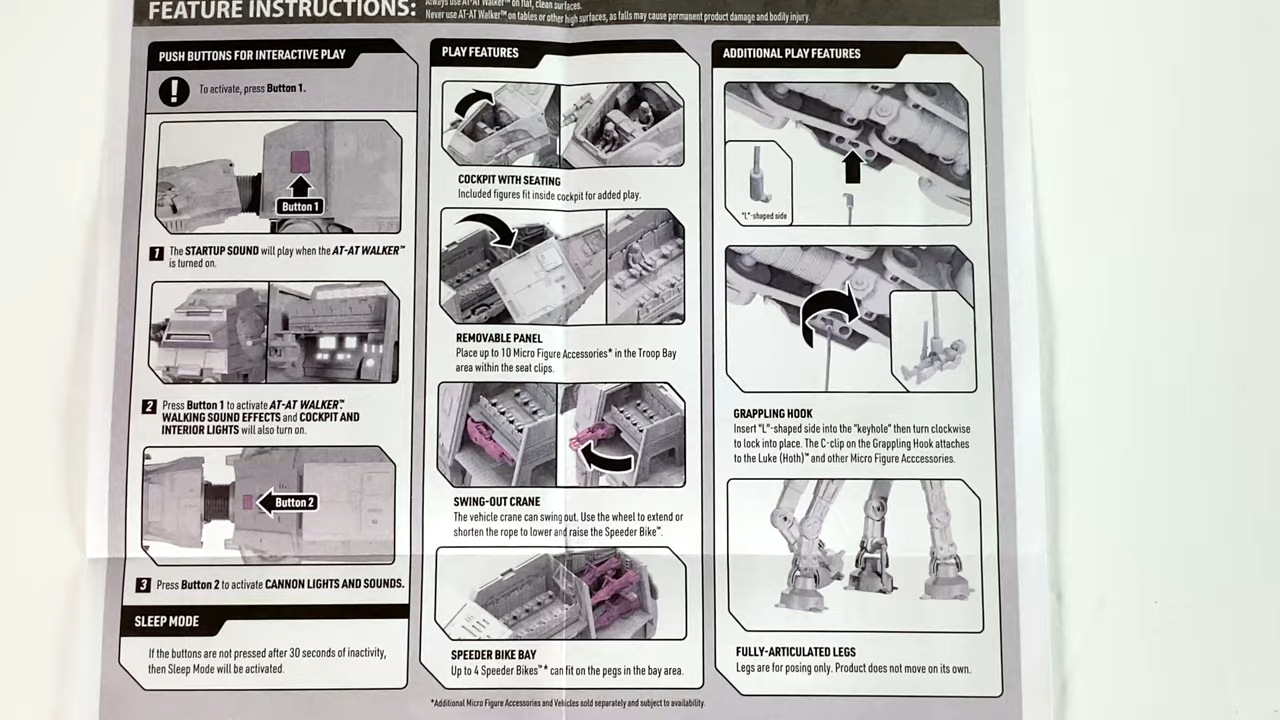 FEATURE INSTRUCTIONS:
Always use AT-AT Walker™ on flat, clean surfaces.
Never use AT-AT Walker™ on tables or other high surfaces, as falls may cause permanent product damage and bodily injury.
PUSH BUTTONS FOR INTERACTIVE PLAY
! To activate, press Button 1.
Button 1
1 The STARTUP SOUND will play when the AT-AT WALKER™
is turned on.
2 Press Button 1 to activate AT-AT WALKER™.
WALKING SOUND EFFECTS and COCKPIT AND
INTERIOR LIGHTS will also turn on.
Button 2
3 Press Button 2 to activate CANNON LIGHTS AND SOUNDS.
SLEEP MODE
If the buttons are not pressed after 30 seconds of inactivity,
then Sleep Mode will be activated.
PLAY FEATURES
COCKPIT WITH SEATING
Included figures fit inside cockpit for added play.
REMOVABLE PANEL
Place up to 10 Micro Figure Accessories* in the Troop Bay
area within the seat clips.
SWING-OUT CRANE
The vehicle crane can swing out. Use the wheel to extend or
shorten the rope to lower and raise the Speeder Bike™.
SPEEDER BIKE BAY
Up to 4 Speeder Bikes™* can fit on the pegs in the bay area.
ADDITIONAL PLAY FEATURES
"L"-shaped side
GRAPPLING HOOK
Insert "L"-shaped side into the "keyhole" then turn clockwise
to lock into place. The C-clip on the Grappling Hook attaches
to the Luke (Hoth)™ and other Micro Figure Acccessories.
FULLY-ARTICULATED LEGS
Legs are for posing only. Product does not move on its own.
*Additional Micro Figure Accessories and Vehicles sold separately and subject to availability.